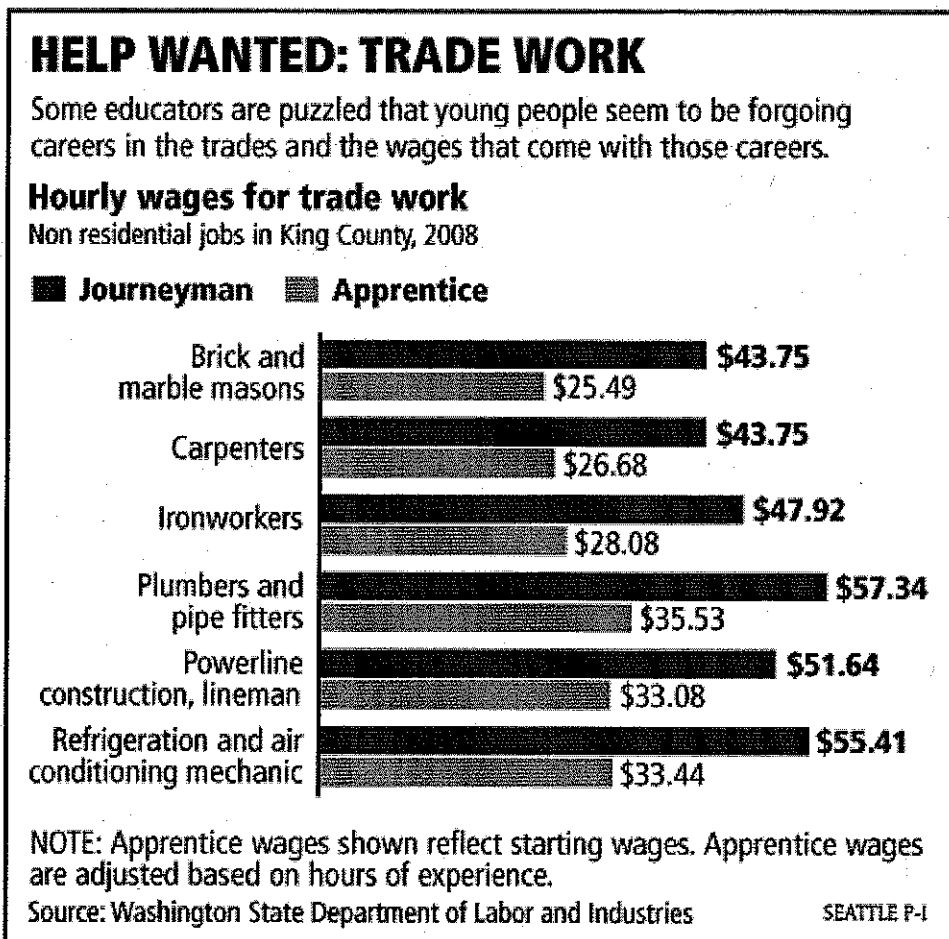 HELP WANTED: TRADE WORK
Some educators are puzzled that young people seem to be forgoing
careers in the trades and the wages that come with those careers.
Hourly wages for trade work
Non residential jobs in King County, 2008
Journeyman Apprentice
Brick and
marble masons
$43.75
$25.49
Carpenters
$43.75
$26.68
Ironworkers
$47.92
$28.08
Plumbers and
pipe fitters
$57.34
$35.53
Powerline
construction, lineman
$51.64
$33.08
Refrigeration and air
conditioning mechanic
$55.41
$33.44
NOTE: Apprentice wages shown reflect starting wages. Apprentice wages
are adjusted based on hours of experience.
Source: Washington State Department of Labor and Industries SEATTLE P-I